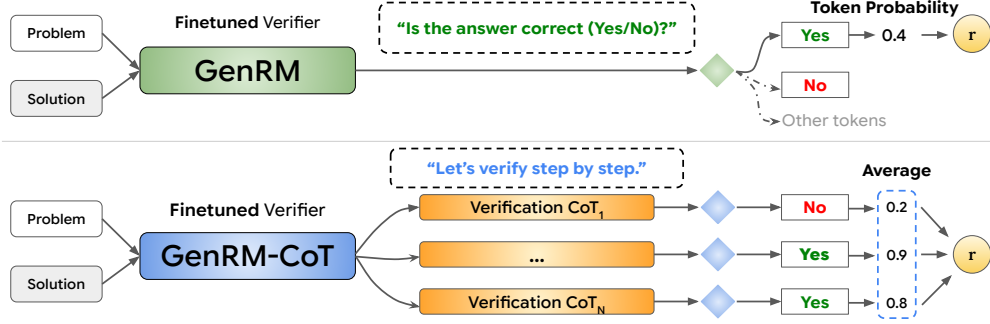 Problem
Solution
Finetuned Verifier
GenRM
“Is the answer correct (Yes/No)?”
Token Probability
Yes
0.4
r
No
Other tokens
Problem
Solution
Finetuned Verifier
GenRM-CoT
“Let’s verify step by step.”
Average
Verification CoT1
No
0.2
...
Yes
0.9
r
Verification CoTN
Yes
0.8